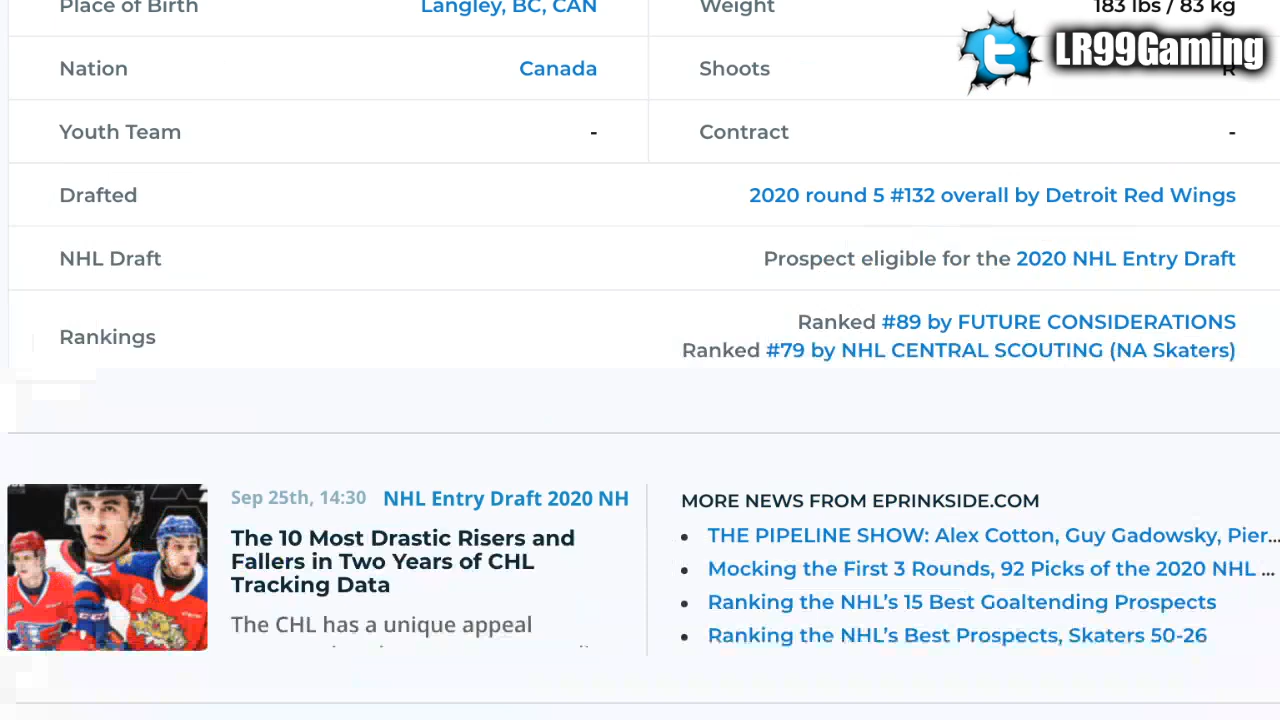 Place of Birth Langley, BC, CAN Weight 183 lbs / 83 kg
LR99Gaming
Nation Canada Shoots R
Youth Team - Contract -
Drafted 2020 round 5 #132 overall by Detroit Red Wings
NHL Draft Prospect eligible for the 2020 NHL Entry Draft
Rankings Ranked #89 by FUTURE CONSIDERATIONS
Ranked #79 by NHL CENTRAL SCOUTING (NA Skaters)
Sep 25th, 14:30 NHL Entry Draft 2020 NH
The 10 Most Drastic Risers and
Fallers in Two Years of CHL
Tracking Data
The CHL has a unique appeal
MORE NEWS FROM EPRINKSIDE.COM
• THE PIPELINE SHOW: Alex Cotton, Guy Gadowsky, Pier...
• Mocking the First 3 Rounds, 92 Picks of the 2020 NHL ...
• Ranking the NHL’s 15 Best Goaltending Prospects
• Ranking the NHL’s Best Prospects, Skaters 50-26